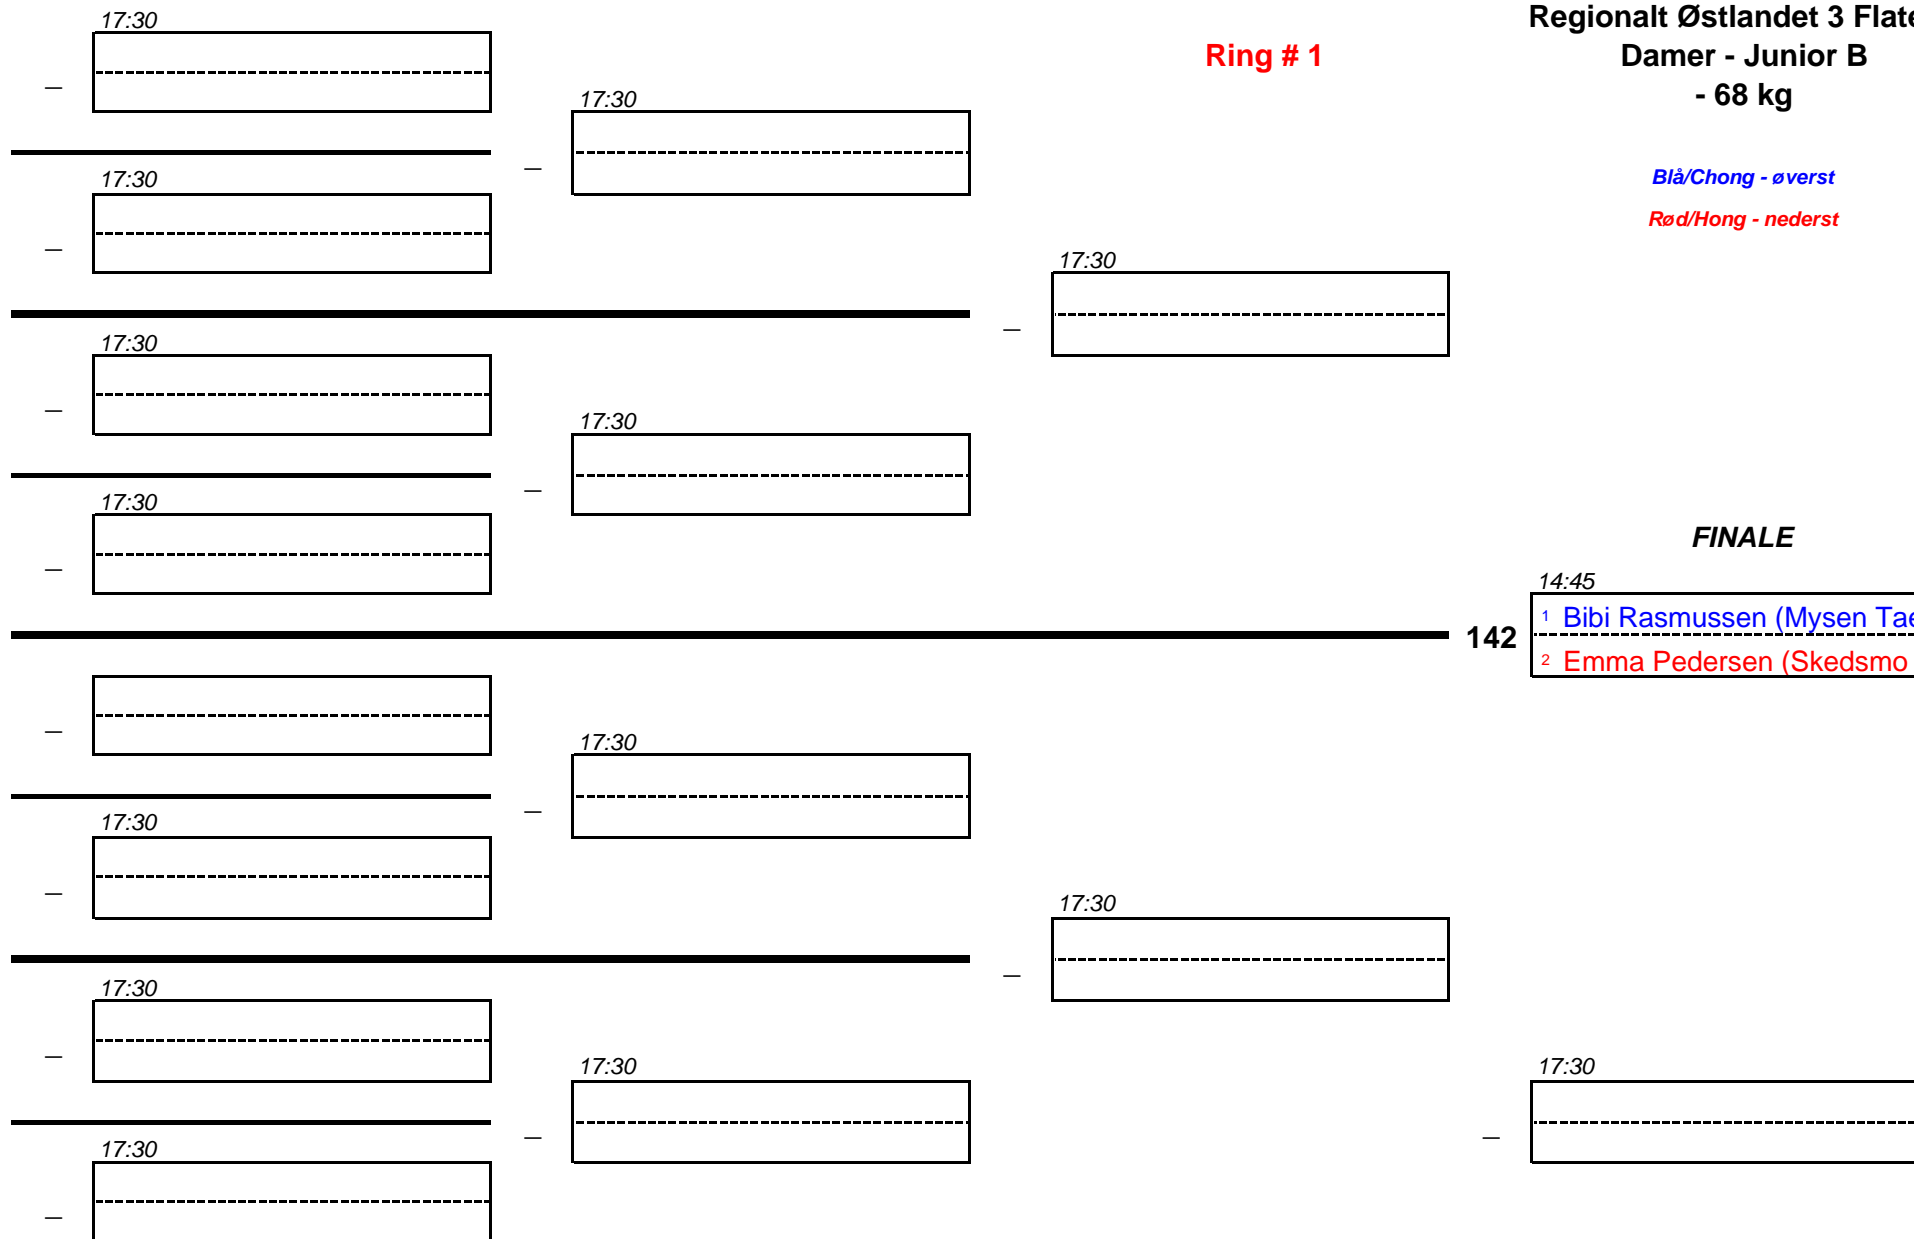 17:30
Regionalt Østlandet 3 Flate
Ring # 1
Damer - Junior B
- 68 kg
17:30
17:30
Blå/Chong - øverst
Rød/Hong - nederst
17:30
17:30
17:30
17:30
FINALE
14:45
1 Bibi Rasmussen (Mysen Tae
142
2 Emma Pedersen (Skedsmo
17:30
17:30
17:30
17:30
17:30
17:30
17:30